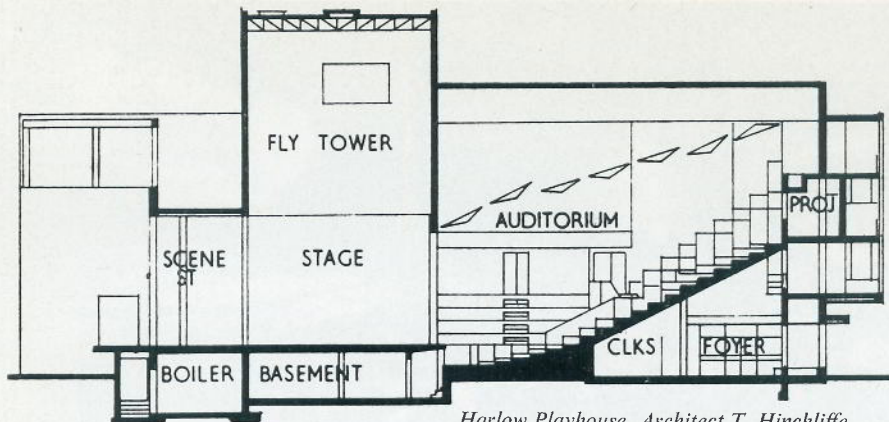 FLY TOWER
AUDITORIUM
PROJ
SCENE
ST
STAGE
CLKS
FOYER
BOILER
BASEMENT
Harlow Playhouse. Architect T. Hinchliffe